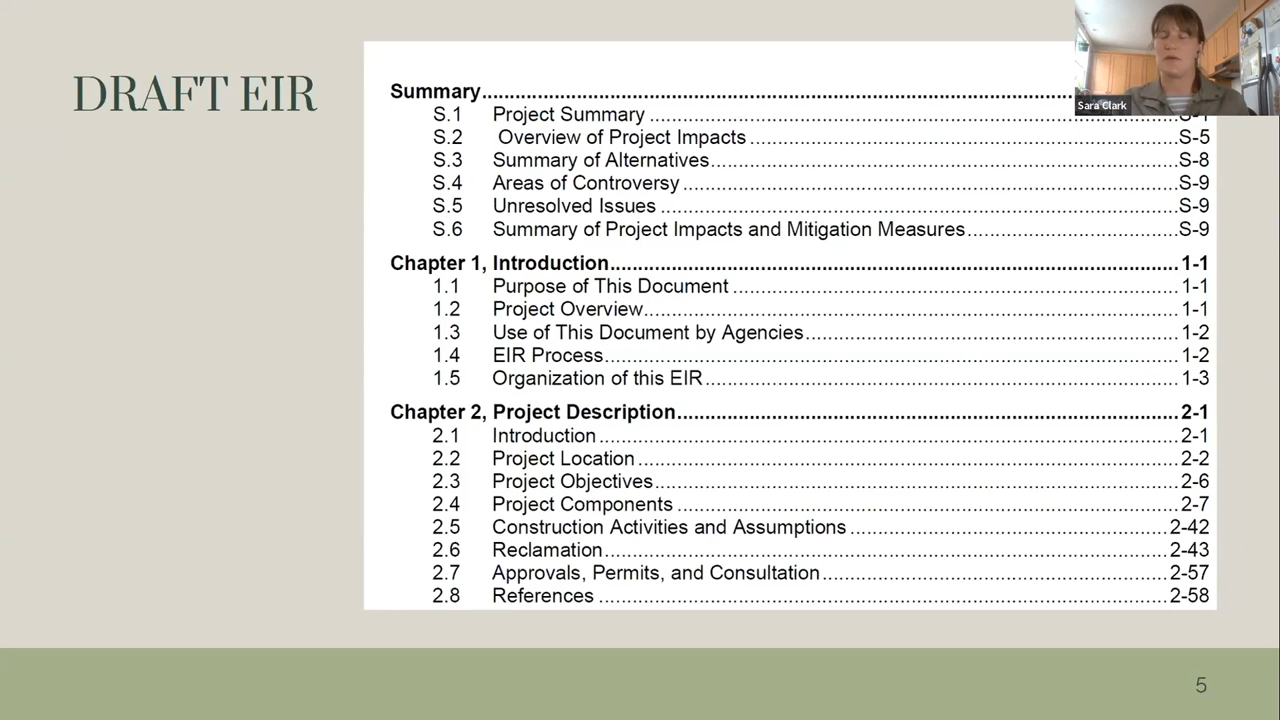 DRAFT EIR
Summary
S.1 Project Summary S-1
S.2 Overview of Project Impacts S-5
S.3 Summary of Alternatives S-8
S.4 Areas of Controversy S-9
S.5 Unresolved Issues S-9
S.6 Summary of Project Impacts and Mitigation Measures S-9
Chapter 1, Introduction 1-1
1.1 Purpose of This Document 1-1
1.2 Project Overview 1-1
1.3 Use of This Document by Agencies 1-2
1.4 EIR Process 1-2
1.5 Organization of this EIR 1-3
Chapter 2, Project Description 2-1
2.1 Introduction 2-1
2.2 Project Location 2-2
2.3 Project Objectives 2-6
2.4 Project Components 2-7
2.5 Construction Activities and Assumptions 2-42
2.6 Reclamation 2-43
2.7 Approvals, Permits, and Consultation 2-57
2.8 References 2-58
Sara Clark
5